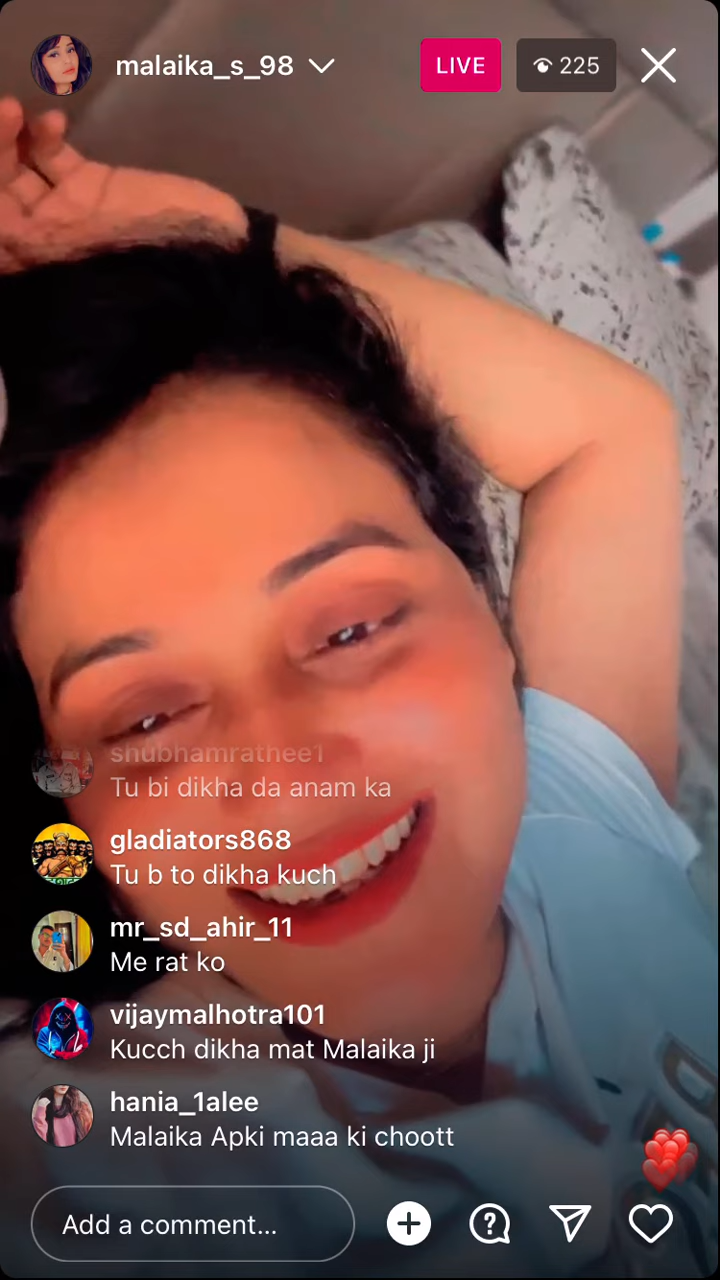 malaika_s_98
LIVE
225
shubhamrathee1
Tu bi dikha da anam ka
gladiators868
Tu b to dikha kuch
mr_sd_ahir_11
Me rat ko
vijaymalhotra101
Kucch dikha mat Malaika ji
hania_1alee
Malaika Apki maaa ki choott
Add a comment...